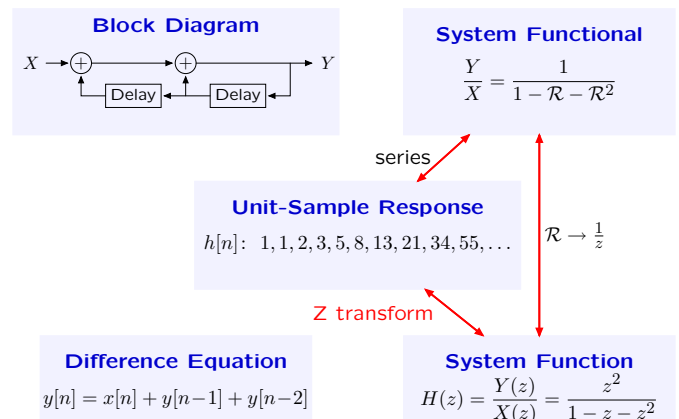 Block Diagram
X + + Y
Delay Delay
System Functional
Y/X = 1/(1 − R − R²)
series
Unit-Sample Response
h[n]: 1, 1, 2, 3, 5, 8, 13, 21, 34, 55, . . .
R → 1/z
Z transform
Difference Equation
y[n] = x[n] + y[n−1] + y[n−2]
System Function
H(z) = Y(z)/X(z) = z²/(1 − z − z²)